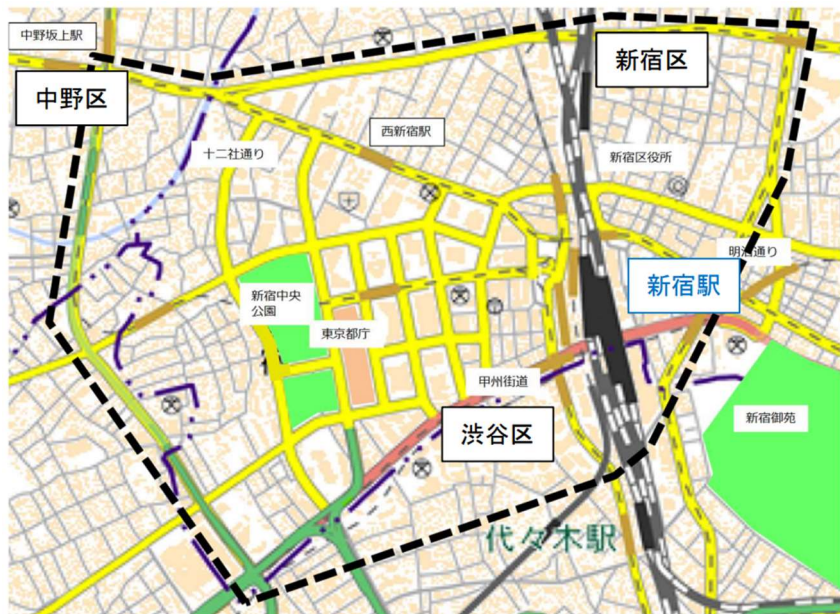 中野坂上駅
新宿区
中野区
西新宿駅
十二社通り
新宿区役所
明治通り
新宿駅
新宿中央
公園
東京都庁
甲州街道
新宿御苑
渋谷区
代々木駅